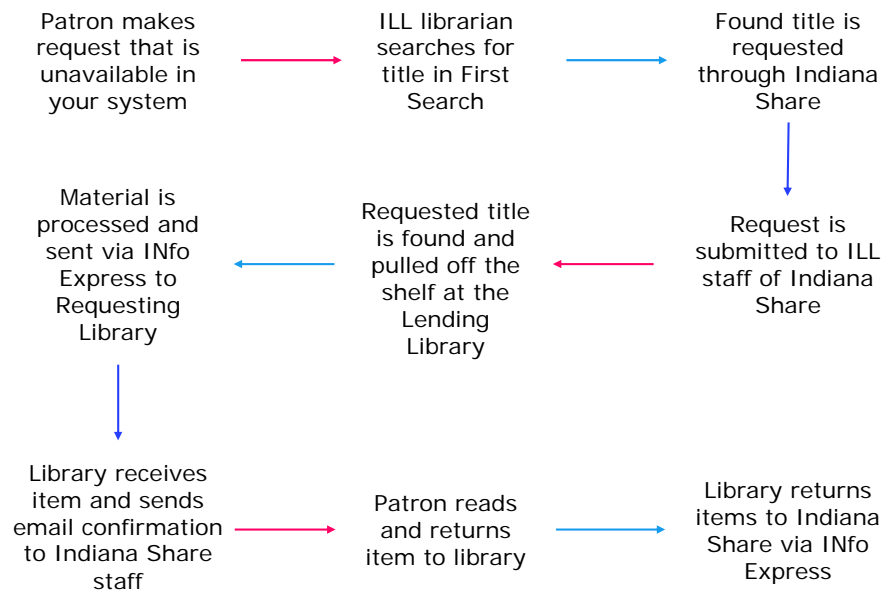 Patron makes
request that is
unavailable in
your system
ILL librarian
searches for
title in First
Search
Found title is
requested
through Indiana
Share
Request is
submitted to ILL
staff of Indiana
Share
Requested title
is found and
pulled off the
shelf at the
Lending
Library
Material is
processed and
sent via INfo
Express to
Requesting
Library
Library receives
item and sends
email confirmation
to Indiana Share
staff
Patron reads
and returns
item to library
Library returns
items to Indiana
Share via INfo
Express